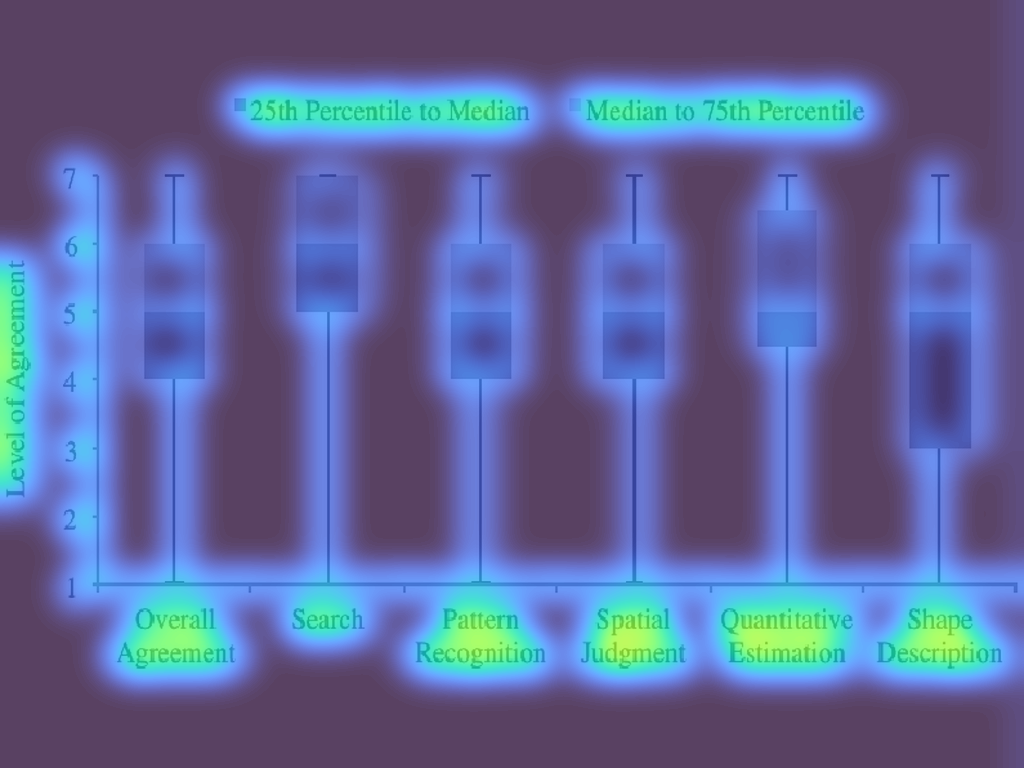 25th Percentile to Median
Median to 75th Percentile
7
6
5
4
3
2
1
Level of Agreement
Overall
Agreement
Search
Pattern
Recognition
Spatial
Judgment
Quantitative
Estimation
Shape
Description